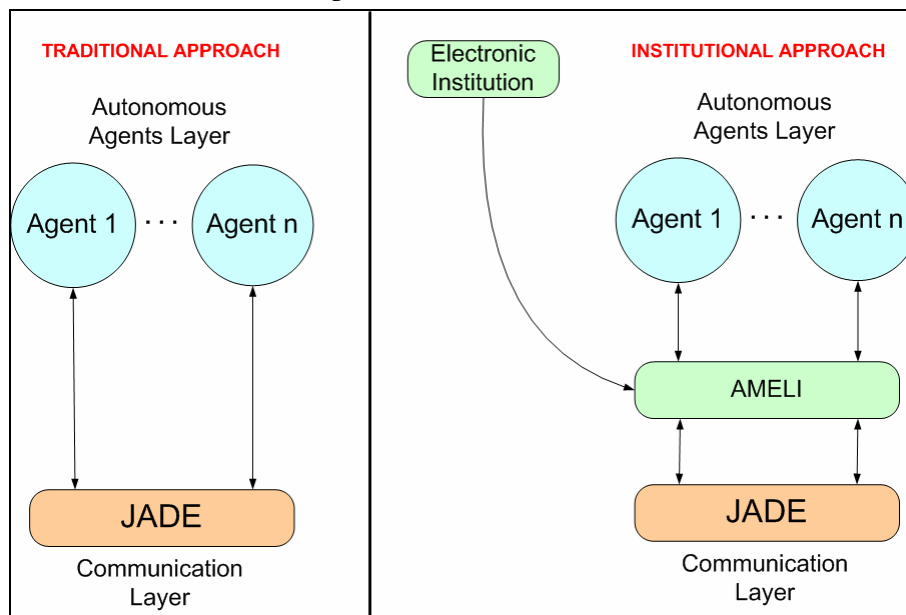 TRADITIONAL APPROACH
Autonomous
Agents Layer
Agent 1
. . .
Agent n
JADE
Communication
Layer
Electronic
Institution
INSTITUTIONAL APPROACH
Autonomous
Agents Layer
Agent 1
. . .
Agent n
AMELI
JADE
Communication
Layer